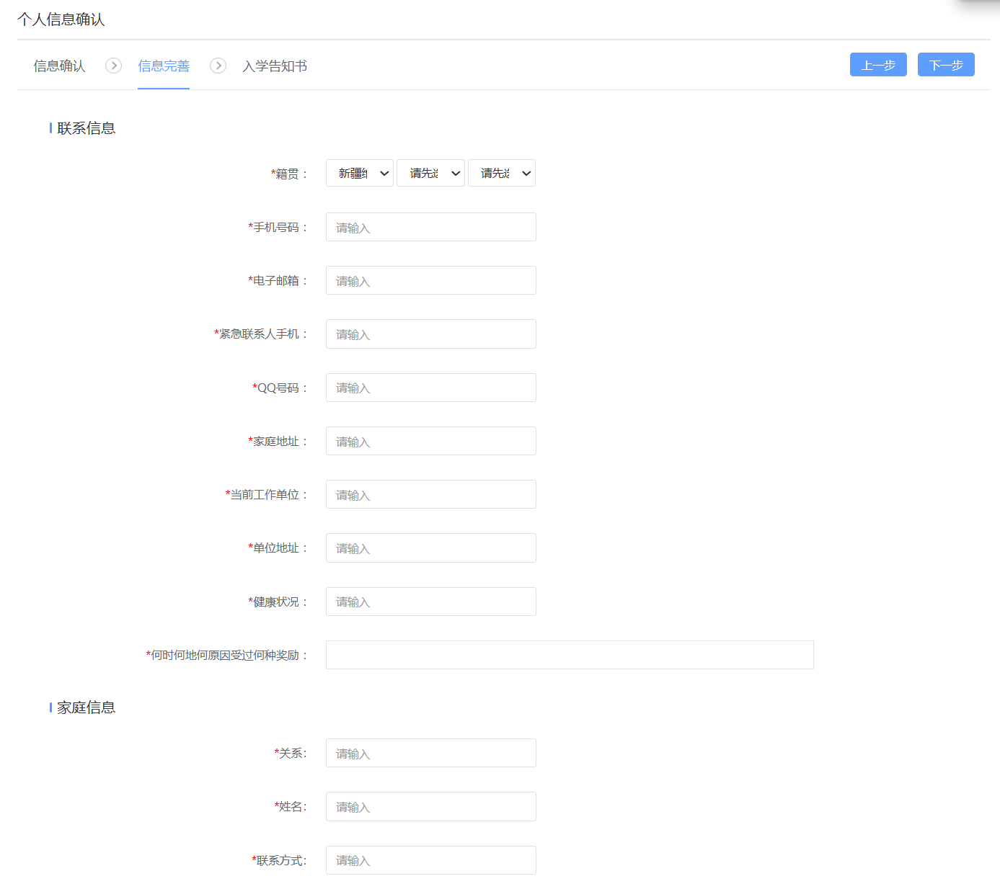 个人信息确认
信息确认 信息完善 入学告知书 上一步 下一步
联系信息
*籍贯： 新疆 请先 请先
*手机号码： 请输入
*电子邮箱： 请输入
*紧急联系人手机： 请输入
*QQ号码： 请输入
*家庭地址： 请输入
*当前工作单位： 请输入
*单位地址： 请输入
*健康状况： 请输入
*何时何地何原因受过何种奖励：
家庭信息
*关系: 请输入
*姓名: 请输入
*联系方式: 请输入